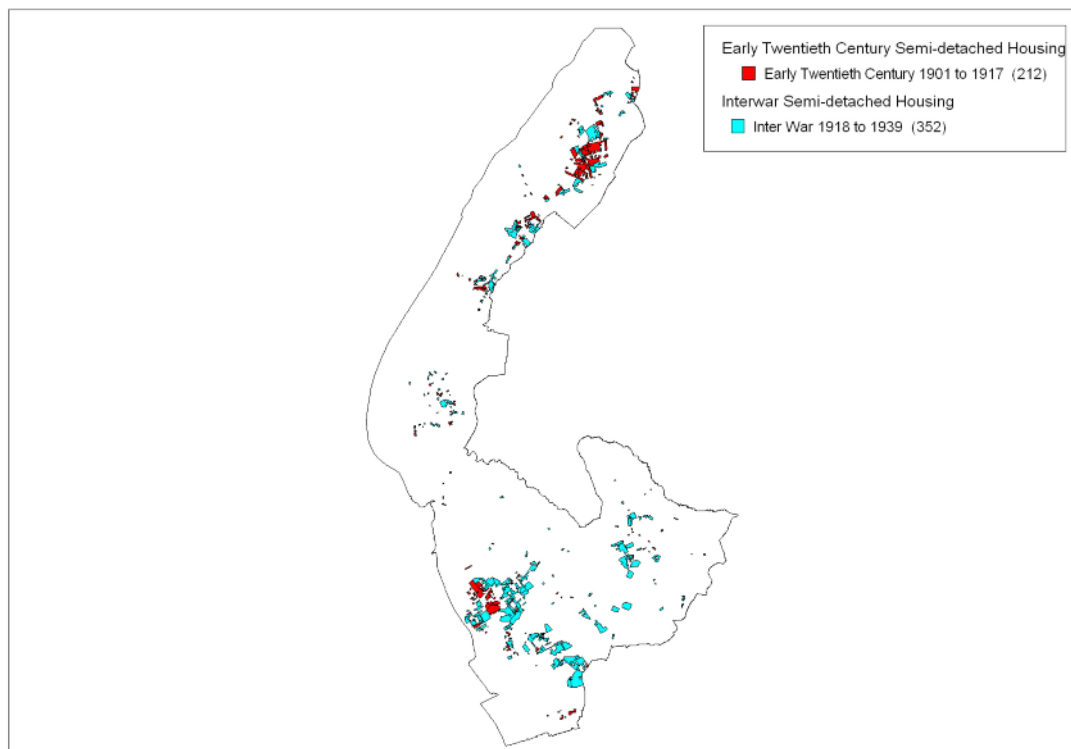 Early Twentieth Century Semi-detached Housing
Early Twentieth Century 1901 to 1917 (212)
Interwar Semi-detached Housing
Inter War 1918 to 1939 (352)